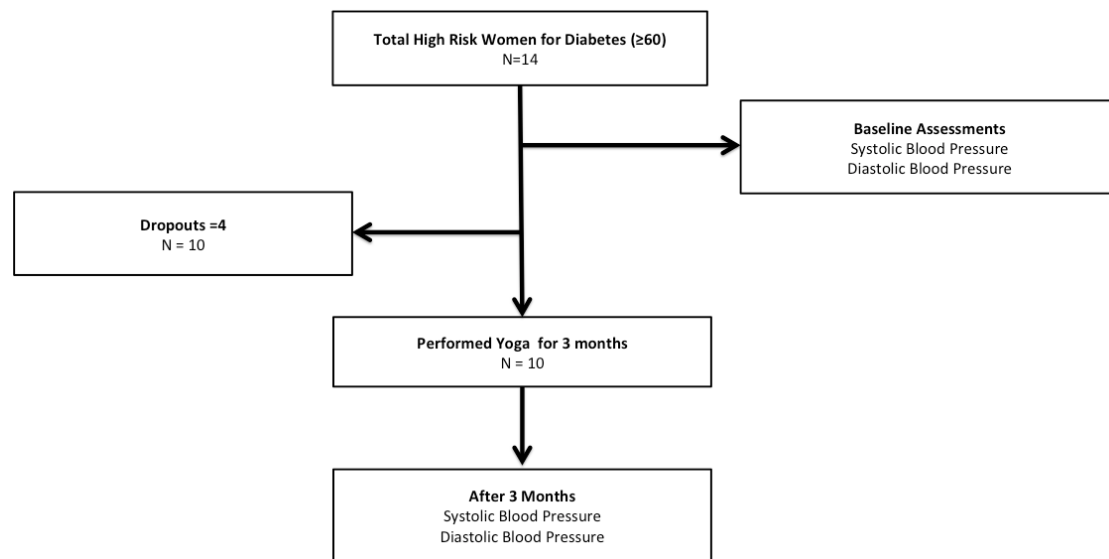 Total High Risk Women for Diabetes (≥60)
N=14
Baseline Assessments
Systolic Blood Pressure
Diastolic Blood Pressure
Dropouts =4
N = 10
Performed Yoga  for 3 months
N = 10
After 3 Months
Systolic Blood Pressure
Diastolic Blood Pressure